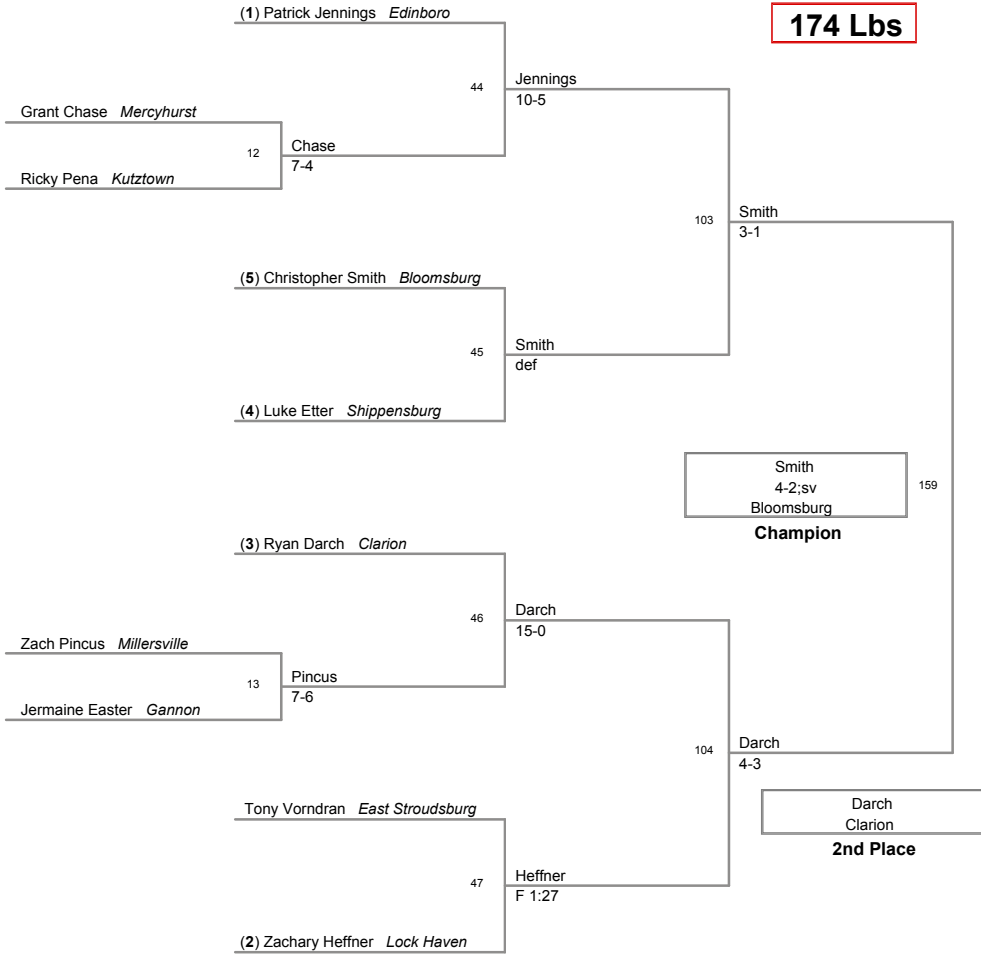 (1) Patrick Jennings Edinboro
174 Lbs
44
Jennings
10-5
Grant Chase Mercyhurst
12
Chase
7-4
Ricky Pena Kutztown
103
Smith
3-1
(5) Christopher Smith Bloomsburg
45
Smith
def
(4) Luke Etter Shippensburg
Smith
4-2;sv
Bloomsburg
159
Champion
(3) Ryan Darch Clarion
46
Darch
15-0
Zach Pincus Millersville
13
Pincus
7-6
Jermaine Easter Gannon
104
Darch
4-3
Darch
Clarion
2nd Place
Tony Vorndran East Stroudsburg
47
Heffner
F 1:27
(2) Zachary Heffner Lock Haven